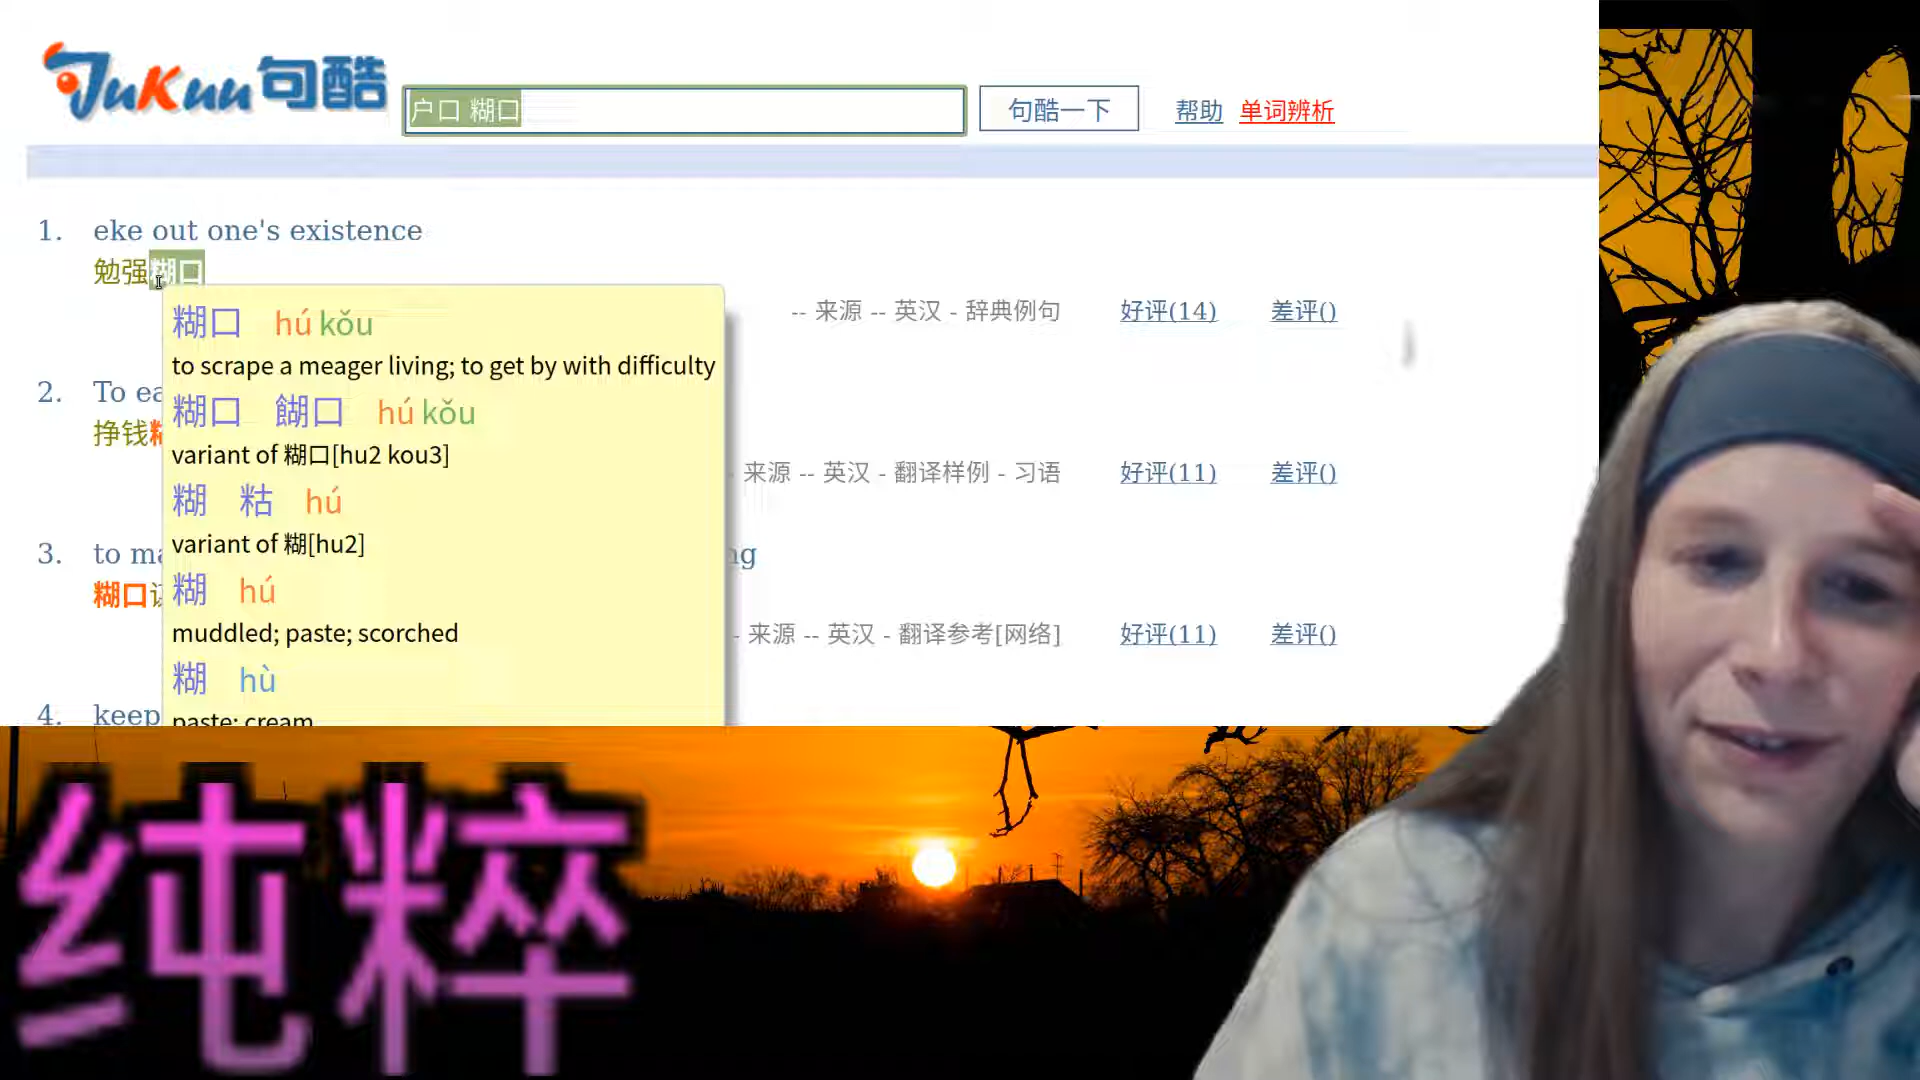 JuKuu句酷
户口 糊口
句酷一下
帮助 单词辨析
1. eke out one's existence
勉强糊口
-- 来源 -- 英汉 - 辞典例句 好评(14) 差评()
糊口 hú kǒu
to scrape a meager living; to get by with difficulty
2. To ea
糊口 餬口 hú kǒu
挣钱
variant of 糊口[hu2 kou3]
- 来源 -- 英汉 - 翻译样例 - 习语 好评(11) 差评()
糊 粘 hú
variant of 糊[hu2]
3. to ma
ng
糊口
糊 hú
muddled; paste; scorched
- 来源 -- 英汉 - 翻译参考[网络] 好评(11) 差评()
糊 hù
4. keep
paste; cream
纯粹